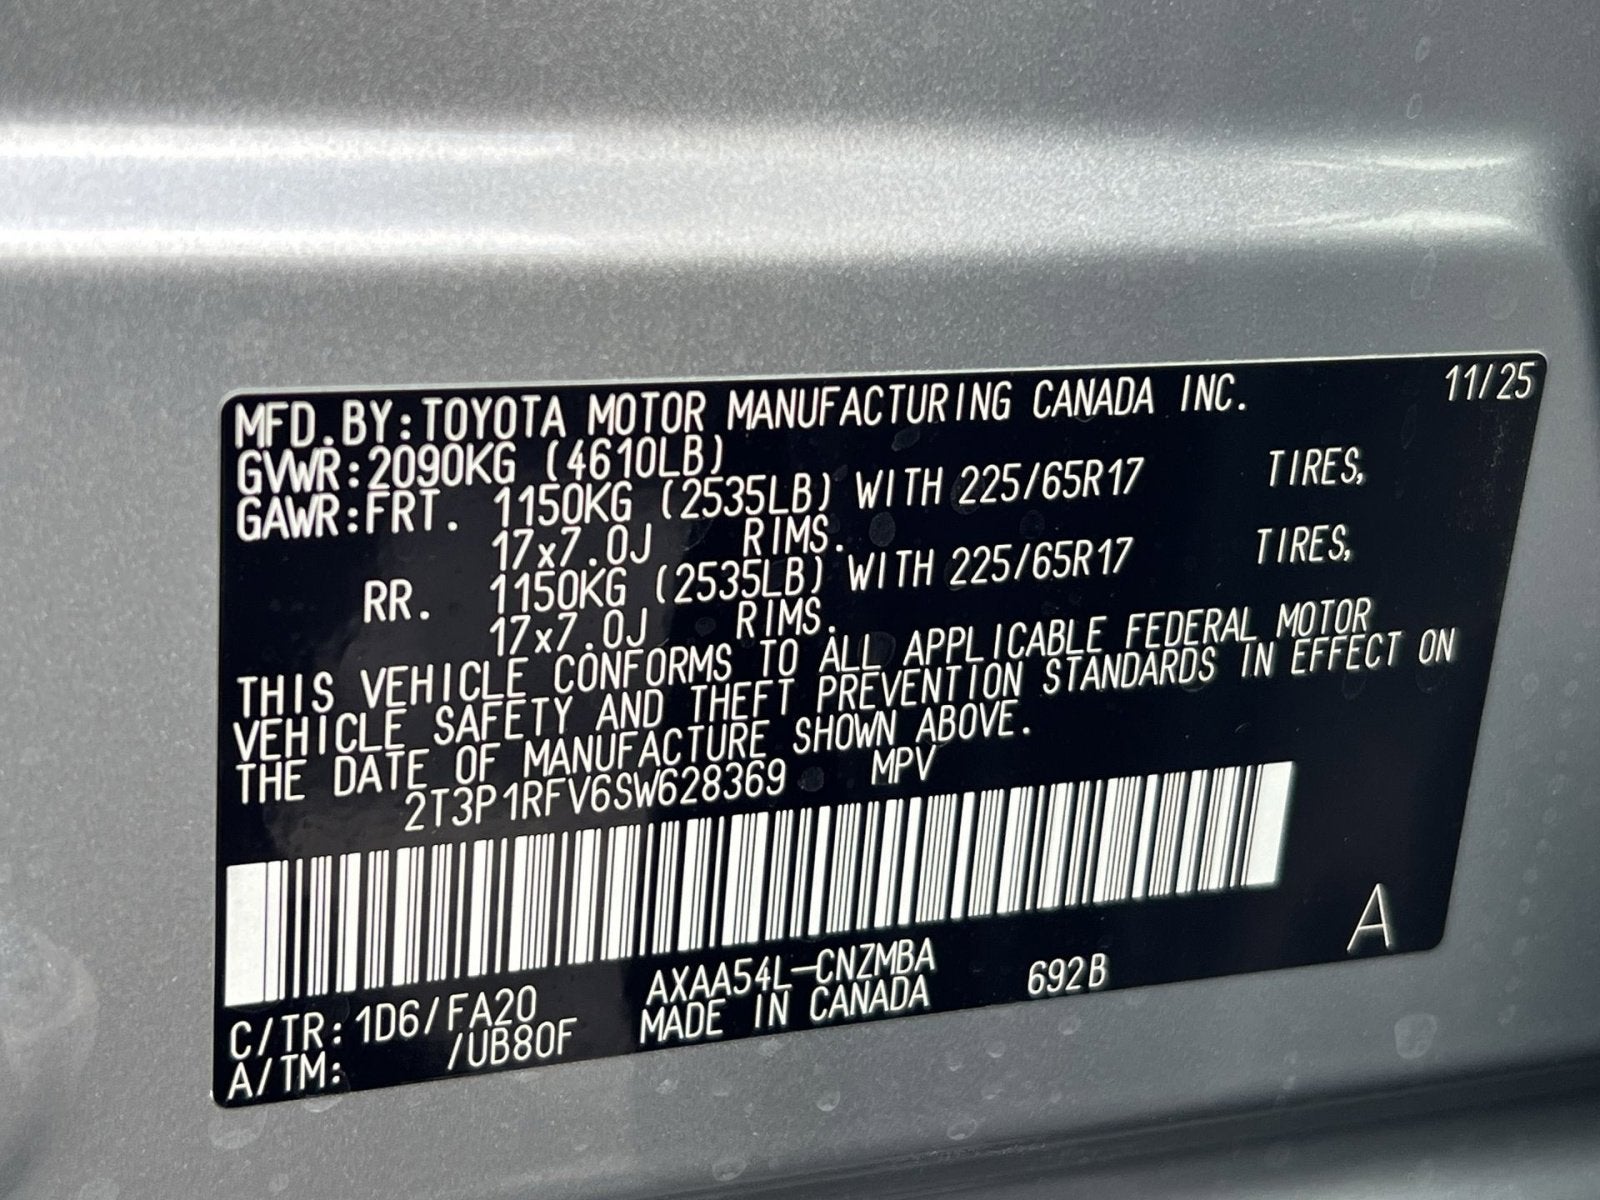 MFD.BY:TOYOTA MOTOR MANUFACTURING CANADA INC. 11/25
GVWR:2090KG (4610LB)
GAWR:FRT. 1150KG (2535LB) WITH 225/65R17 TIRES,
17x7.0J RIMS.
RR. 1150KG (2535LB) WITH 225/65R17 TIRES,
17x7.0J RIMS.
THIS VEHICLE CONFORMS TO ALL APPLICABLE FEDERAL MOTOR
VEHICLE SAFETY AND THEFT PREVENTION STANDARDS IN EFFECT ON
THE DATE OF MANUFACTURE SHOWN ABOVE.
2T3P1RFV6SW628369 MPV
A
C/TR:1D6/FA20 AXAA54L-CNZMBA 692B
A/TM: /UB80F MADE IN CANADA